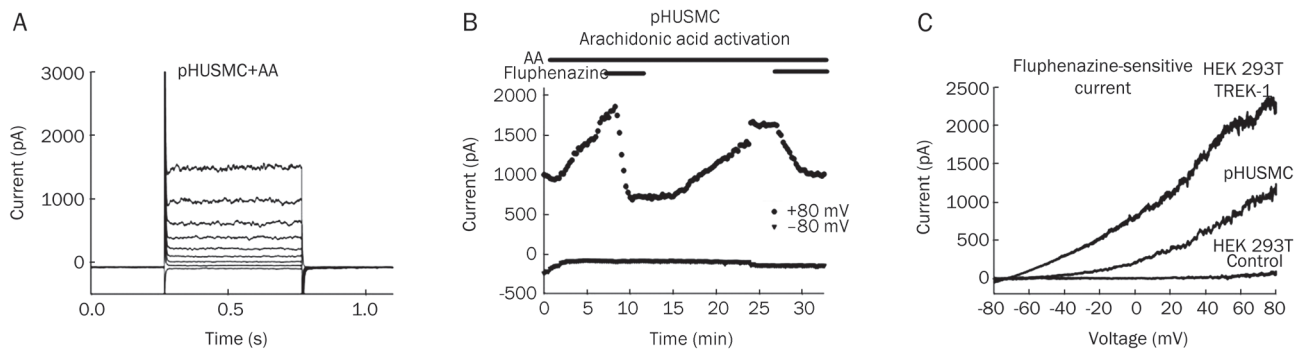 A
pHUSMC+AA
3000
2000
1000
0
Current (pA)
0.0
0.5
1.0
Time (s)
B
pHUSMC
Arachidonic acid activation
AA
Fluphenazine
2000
1500
1000
500
0
-500
Current (pA)
+80 mV
−80 mV
0
5
10
15
20
25
30
Time (min)
C
Fluphenazine-sensitive
current
HEK 293T
TREK-1
pHUSMC
HEK 293T
Control
2500
2000
1500
1000
500
0
Current (pA)
-80
-60
-40
-20
0
20
40
60
80
Voltage (mV)